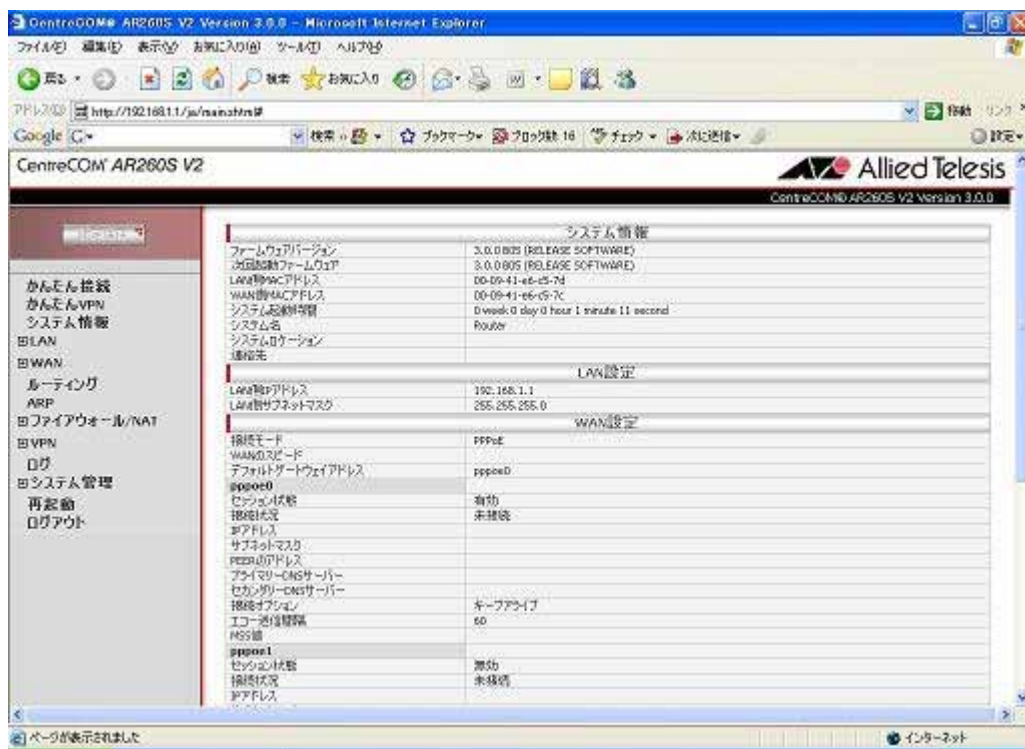 CentreCOM® AR260S V2 Version 3.0.0 - Microsoft Internet Explorer
ファイル(F) 編集(E) 表示(V) お気に入り(A) ツール(T) ヘルプ(H)
戻る 検索 お気に入り
アドレス(D) http://192.168.1.1/ja/main.shtml# 移動 リンク
Google 検索 ブックマーク ブロック数 16 チェック 次に送信 設定
CentreCOM® AR260S V2 Allied Telesis
CentreCOM® AR260S V2 Version 3.0.0
かんたん接続
かんたんVPN
システム情報
LAN
WAN
ルーティング
ARP
ファイアウォール/NAT
VPN
ログ
システム管理
再起動
ログアウト
システム情報
ファームウェアバージョン 3.0.0 B05 (RELEASE SOFTWARE)
次回起動ファームウェア 3.0.0 B05 (RELEASE SOFTWARE)
LAN側MACアドレス 00-09-41-e6-c5-7d
WAN側MACアドレス 00-09-41-e6-c5-7c
システム起動時間 0 week 0 day 0 hour 1 minute 11 second
システム名 Router
システムロケーション
連絡先
LAN設定
LAN側IPアドレス 192.168.1.1
LAN側サブネットマスク 255.255.255.0
WAN設定
接続モード PPPoE
WANのスピード
デフォルトゲートウェイアドレス pppoe0
pppoe0
セッション状態 有効
接続状況 未接続
IPアドレス
サブネットマスク
PEERのアドレス
プライマリーDNSサーバー
セカンダリーDNSサーバー
接続オプション キープアライブ
エコー送信間隔 60
MSS値
pppoe1
セッション状態 無効
接続状況 未接続
IPアドレス
ページが表示されました インターネット